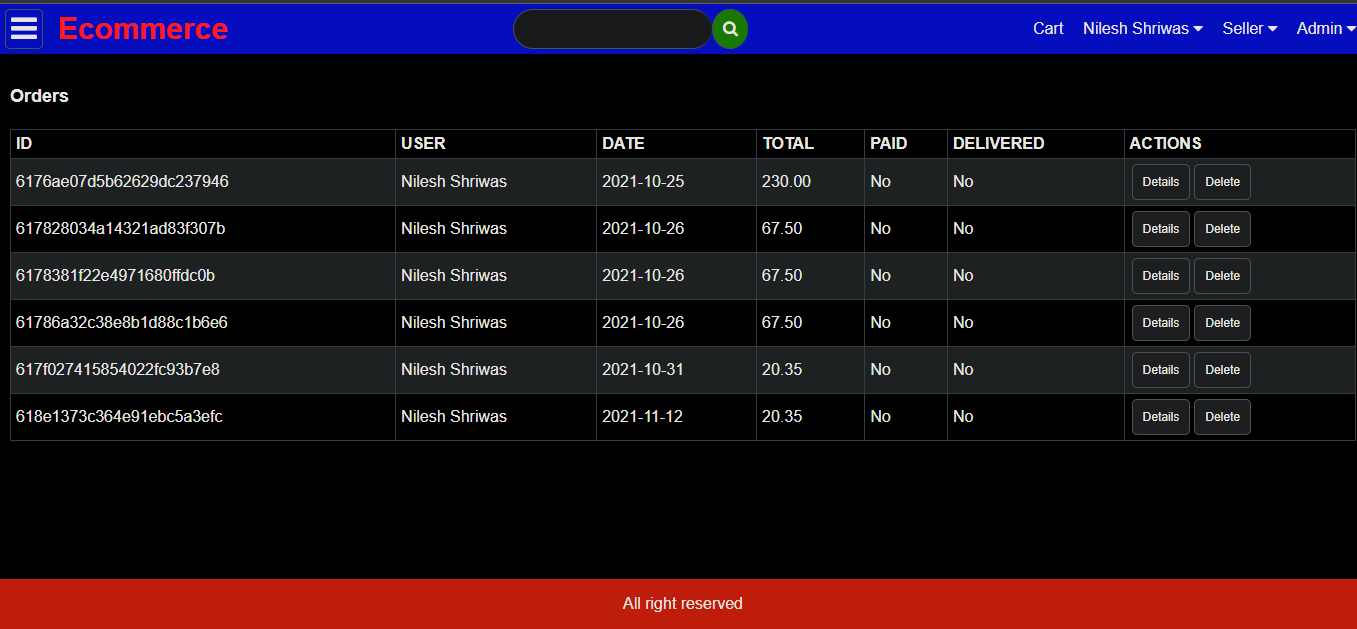 Ecommerce Cart Nilesh Shriwas Seller Admin
Orders
ID USER DATE TOTAL PAID DELIVERED ACTIONS
6176ae07d5b62629dc237946 Nilesh Shriwas 2021-10-25 230.00 No No Details Delete
617828034a14321ad83f307b Nilesh Shriwas 2021-10-26 67.50 No No Details Delete
6178381f22e4971680ffdc0b Nilesh Shriwas 2021-10-26 67.50 No No Details Delete
61786a32c38e8b1d88c1b6e6 Nilesh Shriwas 2021-10-26 67.50 No No Details Delete
617f027415854022fc93b7e8 Nilesh Shriwas 2021-10-31 20.35 No No Details Delete
618e1373c364e91ebc5a3efc Nilesh Shriwas 2021-11-12 20.35 No No Details Delete
All right reserved